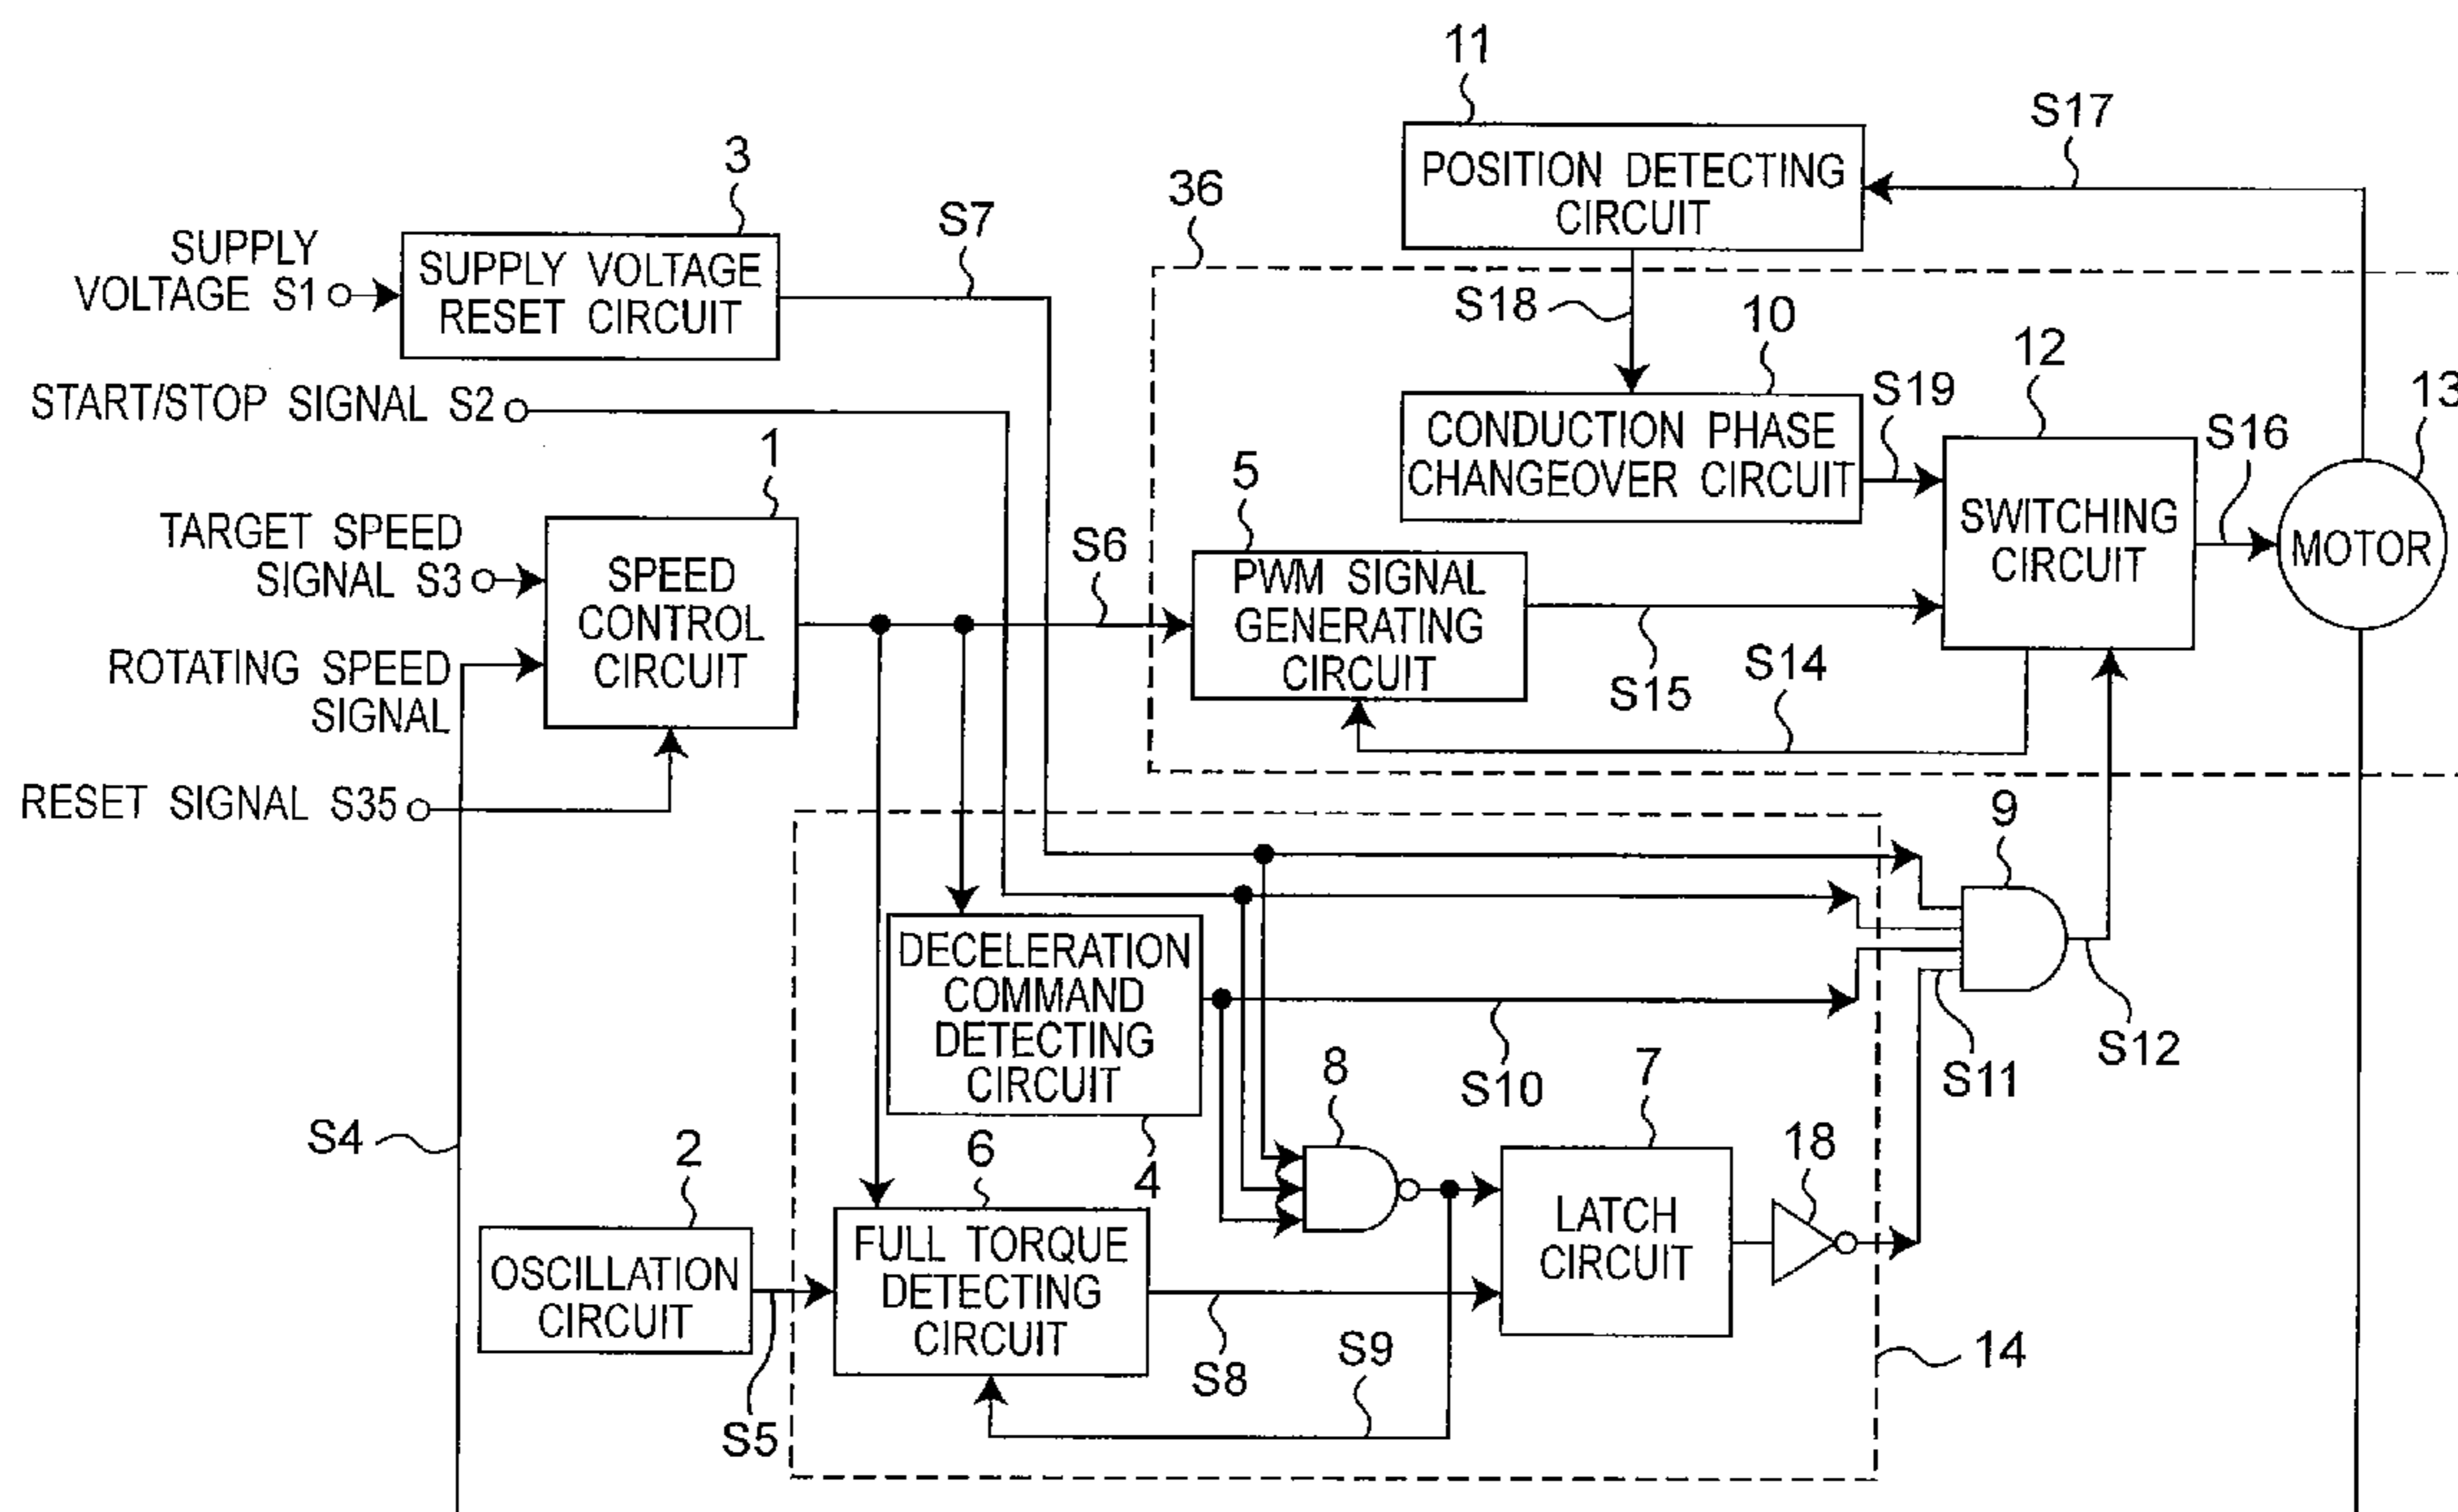 11
S17
3
POSITION DETECTING
CIRCUIT
36
S7
SUPPLY
VOLTAGE S1
SUPPLY VOLTAGE
RESET CIRCUIT
S18
10
12
START/STOP SIGNAL S2
S19
13
1
CONDUCTION PHASE
CHANGEOVER CIRCUIT
S16
5
TARGET SPEED
SIGNAL S3
SPEED
CONTROL
CIRCUIT
S6
PWM SIGNAL
GENERATING
CIRCUIT
SWITCHING
CIRCUIT
MOTOR
ROTATING SPEED
SIGNAL
S15
S14
RESET SIGNAL S35
9
DECELERATION
COMMAND
DETECTING
CIRCUIT
S10
S11
S12
8
7
S4
2
6
4
18
OSCILLATION
CIRCUIT
FULL TORQUE
DETECTING
CIRCUIT
LATCH
CIRCUIT
S5
S8
S9
14